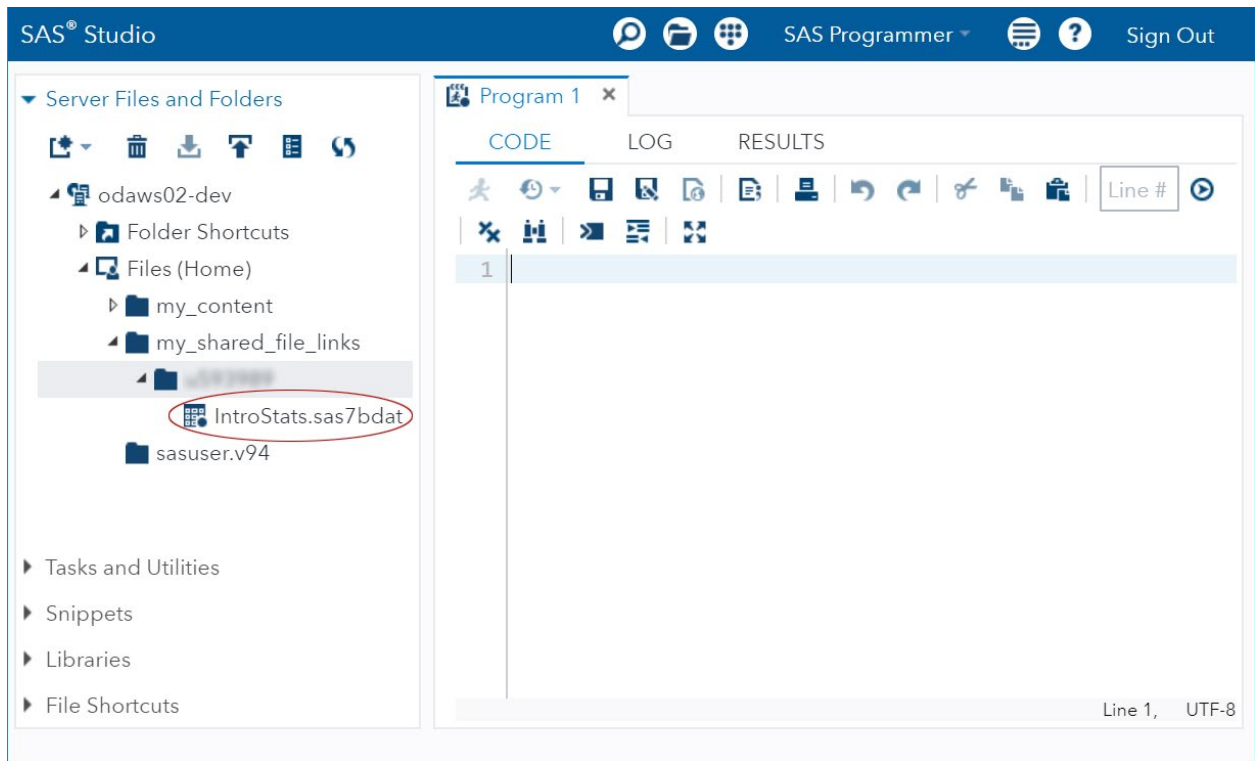 SAS® Studio
SAS Programmer
Sign Out
Server Files and Folders
odaws02-dev
Folder Shortcuts
Files (Home)
my_content
my_shared_file_links
IntroStats.sas7bdat
sasuser.v94
Tasks and Utilities
Snippets
Libraries
File Shortcuts
Program 1
CODE LOG RESULTS
Line #
1
Line 1, UTF-8